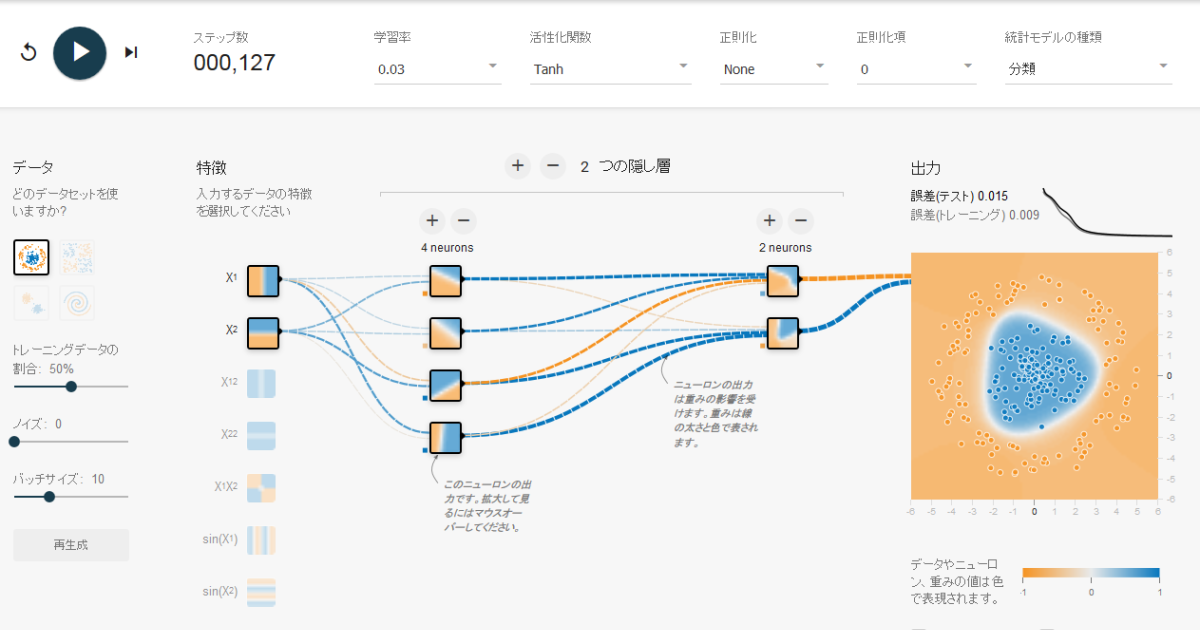 ステップ数
000,127
学習率
0.03
活性化関数
Tanh
正則化
None
正則化項
0
統計モデルの種類
分類
データ
どのデータセットを使
いますか?
トレーニングデータの
割合: 50%
ノイズ: 0
バッチサイズ: 10
再生成
特徴
入力するデータの特徴
を選択してください
X1
X2
X12
X22
X1X2
sin(X1)
sin(X2)
+ − 2 つの隠し層
+ −
4 neurons
+ −
2 neurons
このニューロンの出
力です。拡大して見
るにはマウスオー
バーしてください。
ニューロンの出力
は重みの影響を受
けます。重みは線
の太さと色で表され
ます。
出力
誤差(テスト) 0.015
誤差(トレーニング) 0.009
6
5
4
3
2
1
0
-1
-2
-3
-4
-5
-6
-6 -5 -4 -3 -2 -1 0 1 2 3 4 5 6
データやニューロ
ン、重みの値は色
で表現されます。
-1 0 1